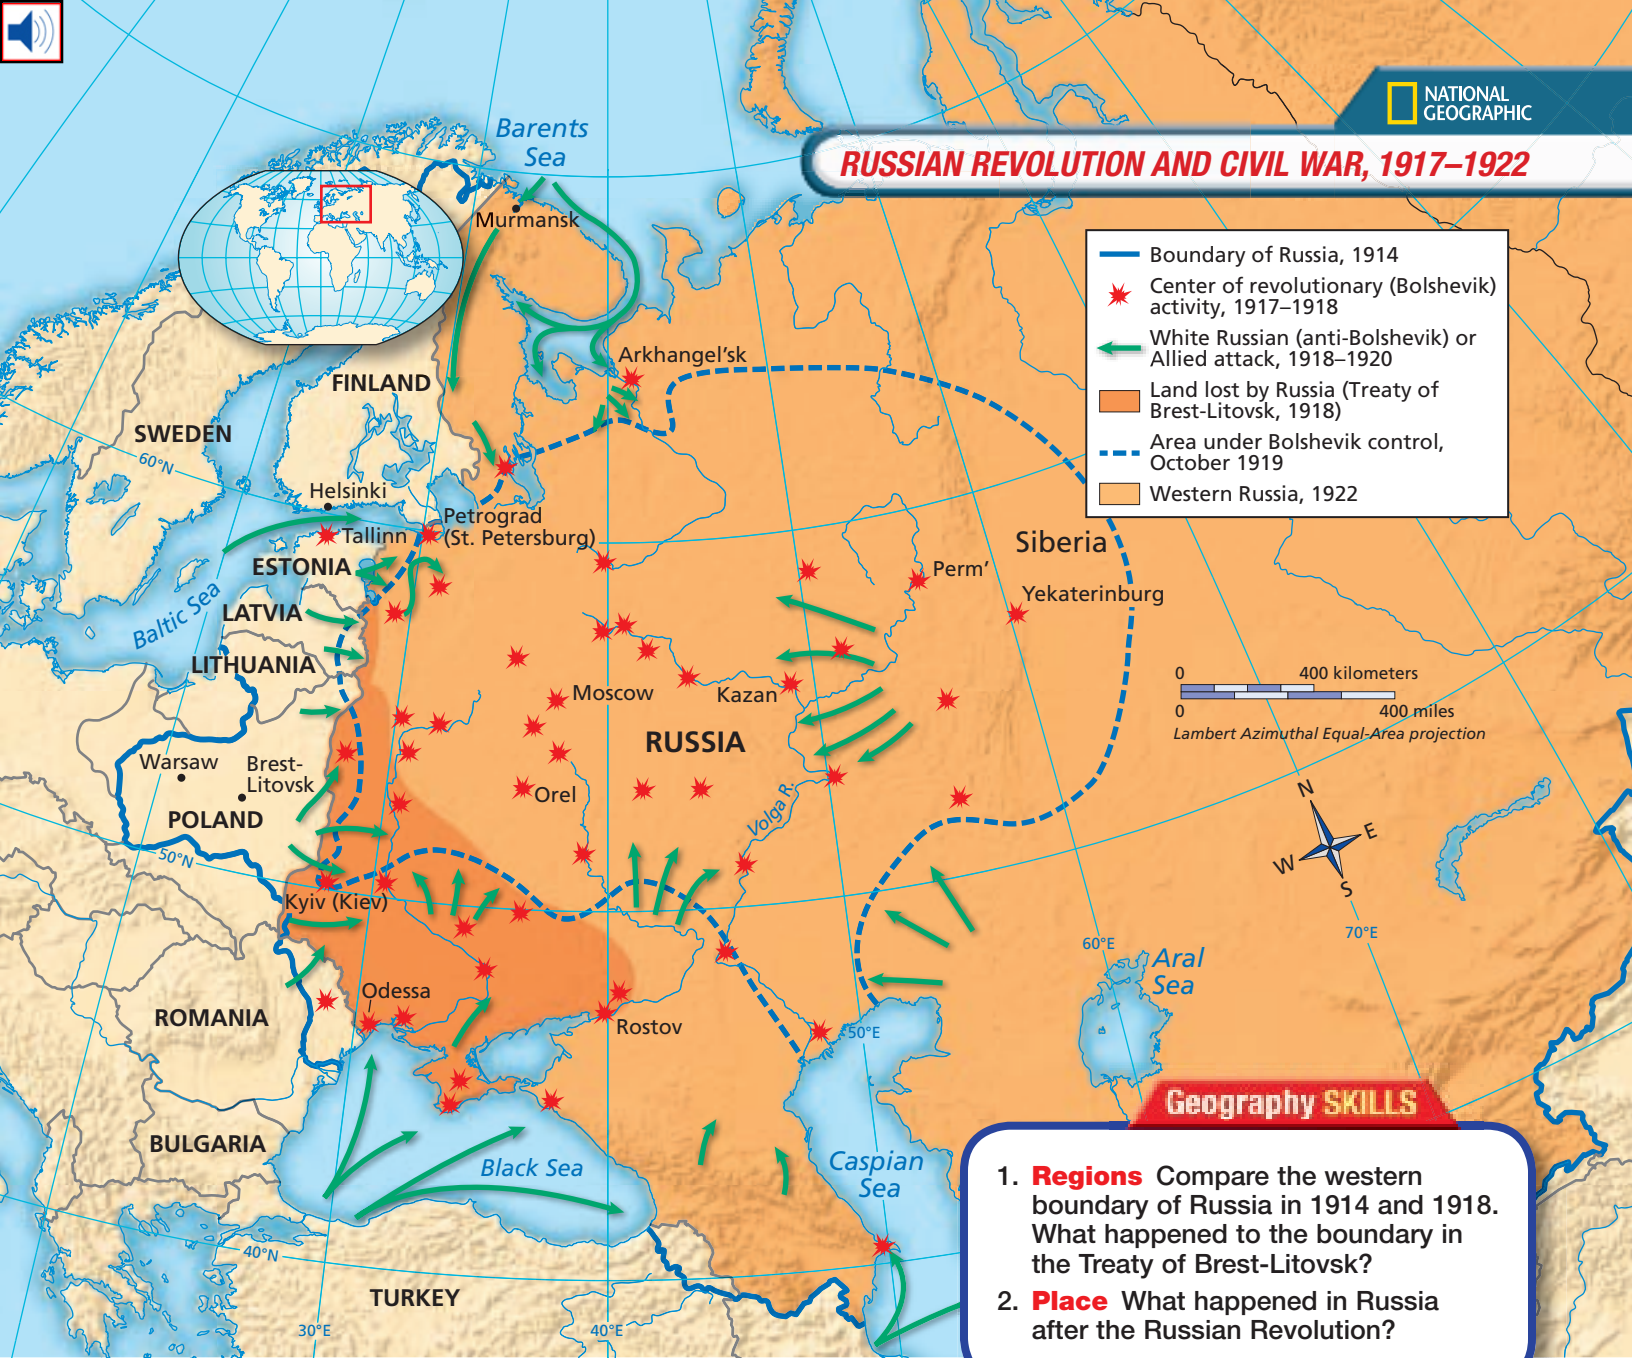 NATIONAL
GEOGRAPHIC
RUSSIAN REVOLUTION AND CIVIL WAR, 1917–1922
Boundary of Russia, 1914
Center of revolutionary (Bolshevik)
activity, 1917–1918
White Russian (anti-Bolshevik) or
Allied attack, 1918–1920
Land lost by Russia (Treaty of
Brest-Litovsk, 1918)
Area under Bolshevik control,
October 1919
Western Russia, 1922
Barents
Sea
Murmansk
Arkhangel'sk
FINLAND
SWEDEN
60°N
Helsinki
Tallinn
Petrograd
(St. Petersburg)
ESTONIA
Baltic Sea
LATVIA
LITHUANIA
Siberia
Perm'
Yekaterinburg
Moscow
Kazan
RUSSIA
0
400 kilometers
0
400 miles
Lambert Azimuthal Equal-Area projection
Warsaw
Brest-
Litovsk
POLAND
Orel
Volga R.
N
E
W
S
50°N
Kyiv (Kiev)
60°E
70°E
Aral
Sea
Odessa
ROMANIA
Rostov
50°E
BULGARIA
Black Sea
Caspian
Sea
40°N
TURKEY
30°E
40°E
Geography SKILLS
1. Regions Compare the western
boundary of Russia in 1914 and 1918.
What happened to the boundary in
the Treaty of Brest-Litovsk?
2. Place What happened in Russia
after the Russian Revolution?